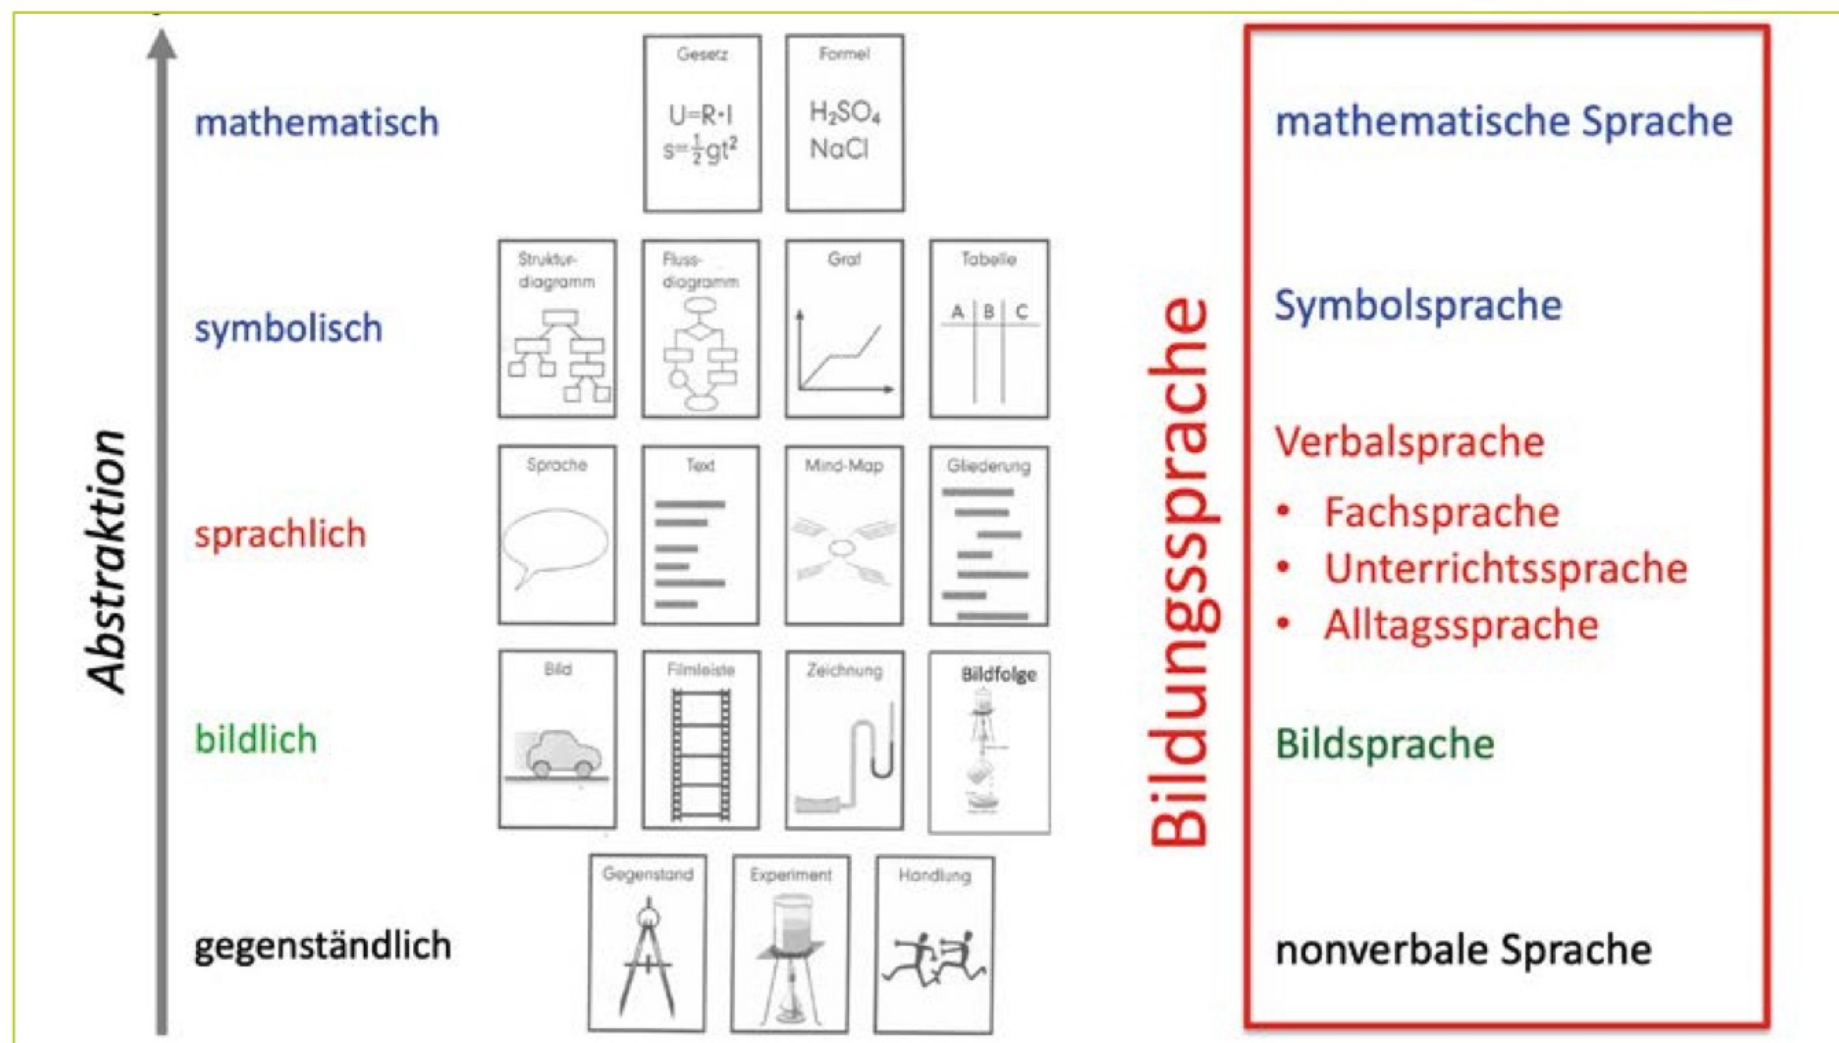 mathematisch
Gesetz
U=R·I
s=½gt²
Formel
H₂SO₄
NaCl
mathematische Sprache
symbolisch
Struktur-
diagramm
Fluss-
diagramm
Graf
Tabelle
A B C
Symbolsprache
Abstraktion
sprachlich
Sprache
Text
Mind-Map
Gliederung
Bildungssprache
Verbalsprache
• Fachsprache
• Unterrichtssprache
• Alltagssprache
bildlich
Bild
Filmleiste
Zeichnung
Bildfolge
Bildsprache
gegenständlich
Gegenstand
Experiment
Handlung
nonverbale Sprache